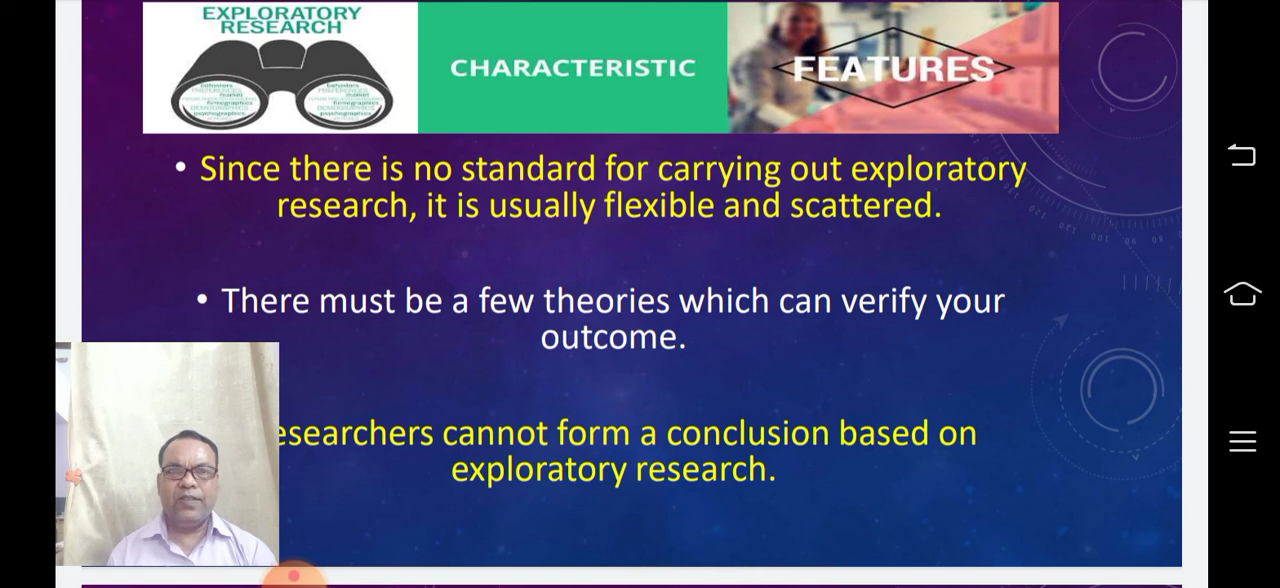 EXPLORATORY
RESEARCH
CHARACTERISTIC
FEATURES
• Since there is no standard for carrying out exploratory
research, it is usually flexible and scattered.
• There must be a few theories which can verify your
outcome.
esearchers cannot form a conclusion based on
exploratory research.